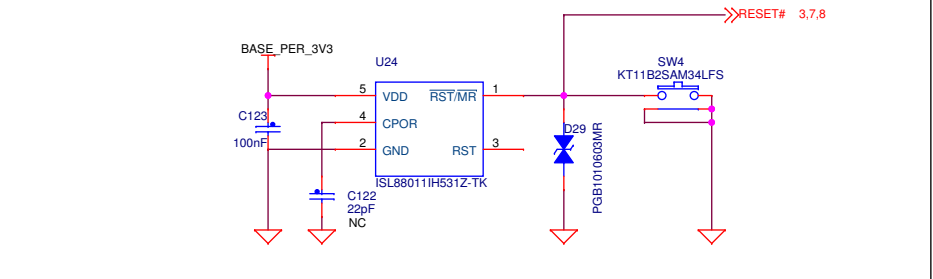 RESET# 3,7,8
BASE_PER_3V3
U24
SW4
KT11B2SAM34LFS
5 VDD RST/MR 1
C123
100nF
4 CPOR
D29
2 GND RST 3
PGB1010603MR
ISL88011IH531Z-TK
C122
22pF
NC